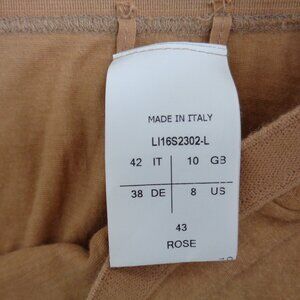 MADE IN ITALY
LI16S2302-L
42 IT 10 GB
38 DE 8 US
43
ROSE